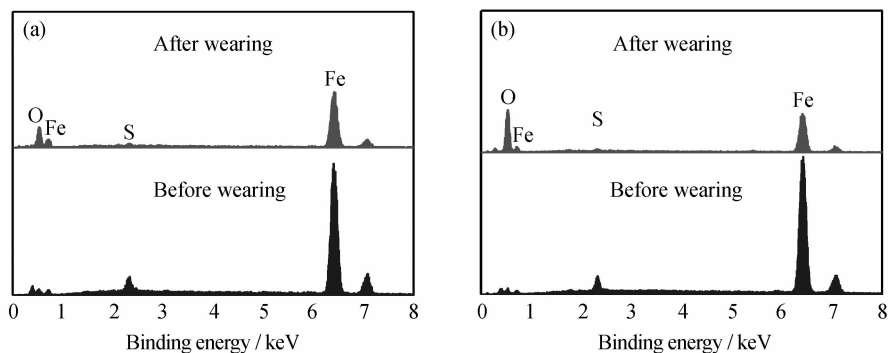 (a)
After wearing
Fe
O
Fe
S
Before wearing
0 1 2 3 4 5 6 7 8
Binding energy / keV
(b)
After wearing
O
S
Fe
Fe
Before wearing
0 1 2 3 4 5 6 7 8
Binding energy / keV